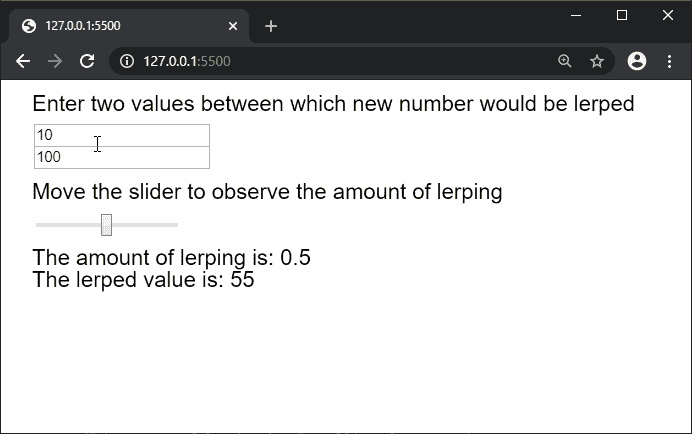 127.0.0.1:5500
127.0.0.1:5500
Enter two values between which new number would be lerped
10
100
Move the slider to observe the amount of lerping
The amount of lerping is: 0.5
The lerped value is: 55